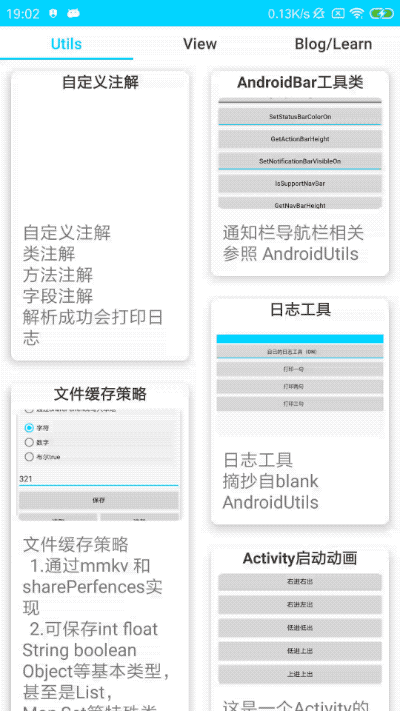 19:02
0.13K/s
Utils
View
Blog/Learn
自定义注解
自定义注解
类注解
方法注解
字段注解
解析成功会打印日
志
文件缓存策略
字符
数字
布尔true
321
保存
文件缓存策略
1.通过mmkv 和
sharePerfences实
现
2.可保存int float
String boolean
Object等基本类型，
甚至是List，
Map Set等特殊类
AndroidBar工具类
SetStatusBarColorOn
GetActionBarHeight
SetNotificationBarVisibleOn
IsSupportNavBar
GetNavBarHeight
通知栏导航栏相关
参照 AndroidUtils
日志工具
打印一句
打印两句
打印三句
日志工具
摘抄自blank
AndroidUtils
Activity启动动画
右进右出
右进左出
低进低出
低进上出
上进上出
这是一个Activity的